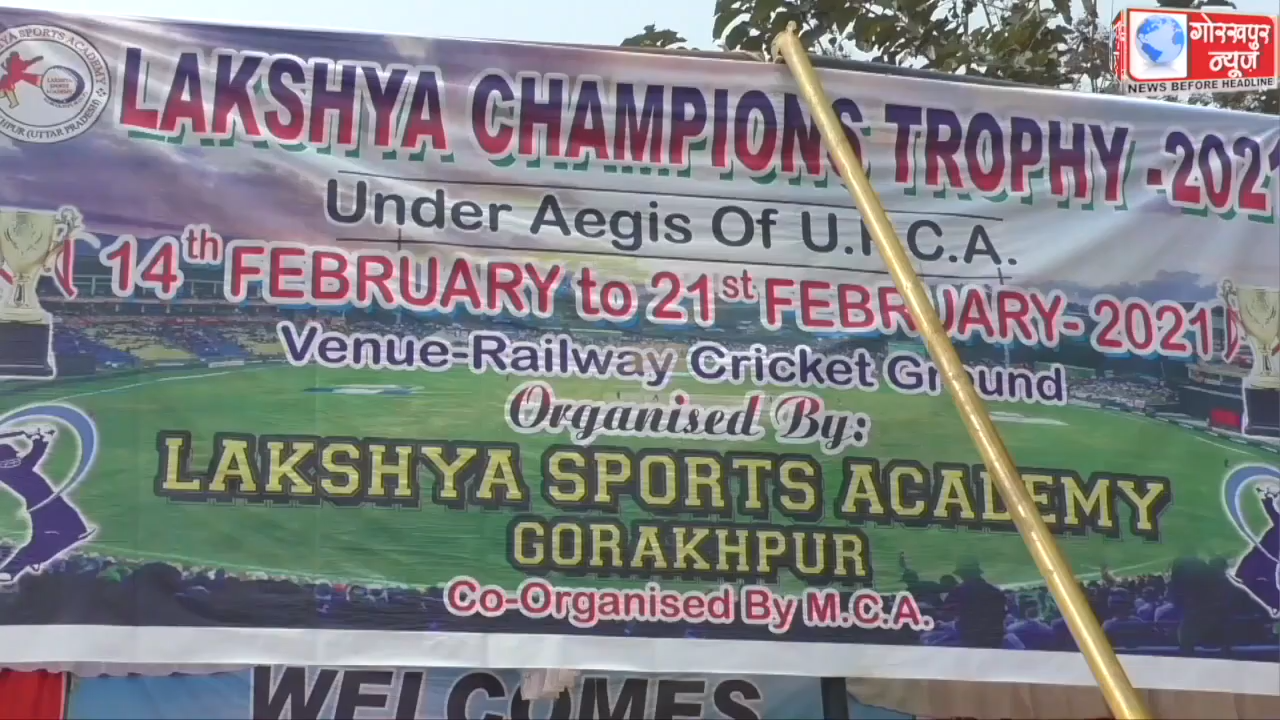 LAKSHYA CHAMPIONS TROPHY -2021
Under Aegis Of U.P.C.A.
14th FEBRUARY to 21st FEBRUARY- 2021
Venue-Railway Cricket Ground
Organised By:
LAKSHYA SPORTS ACADEMY
GORAKHPUR
Co-Organised By M.C.A.
WELCOMES
गोरखपुर
न्यूज
NEWS BEFORE HEADLINE